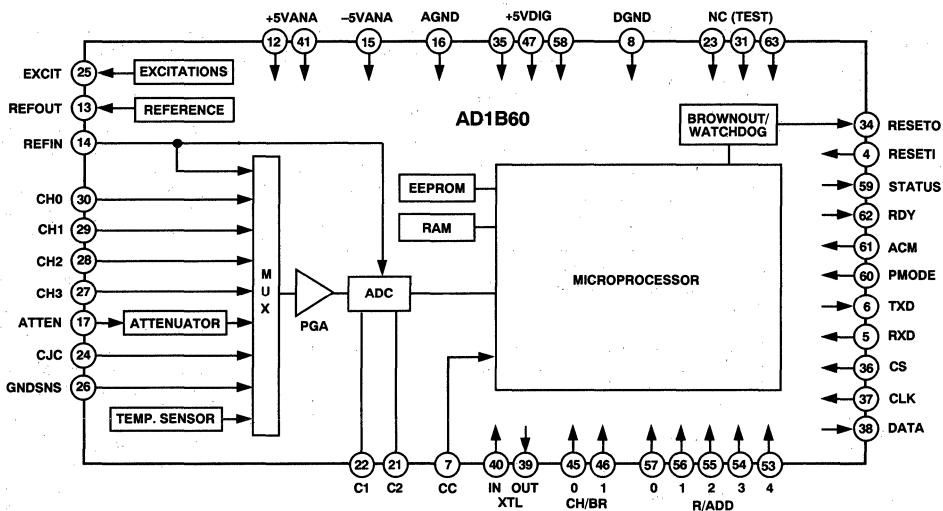 +5VANA –5VANA AGND +5VDIG DGND NC (TEST)
12 41 15 16 35 47 58 8 23 31 63
EXCIT 25 EXCITATIONS
REFOUT 13 REFERENCE
REFIN 14
CH0 30
CH1 29
CH2 28
CH3 27
ATTEN 17 ATTENUATOR
CJC 24
GNDSNS 26
TEMP. SENSOR
MUX
PGA
ADC
AD1B60
EEPROM
RAM
MICROPROCESSOR
BROWNOUT/
WATCHDOG
34 RESETO
4 RESETI
59 STATUS
62 RDY
61 ACM
60 PMODE
6 TXD
5 RXD
36 CS
37 CLK
38 DATA
22 21 7 40 39 45 46 57 56 55 54 53
C1 C2 CC IN OUT 0 1 0 1 2 3 4
XTL CH/BR R/ADD